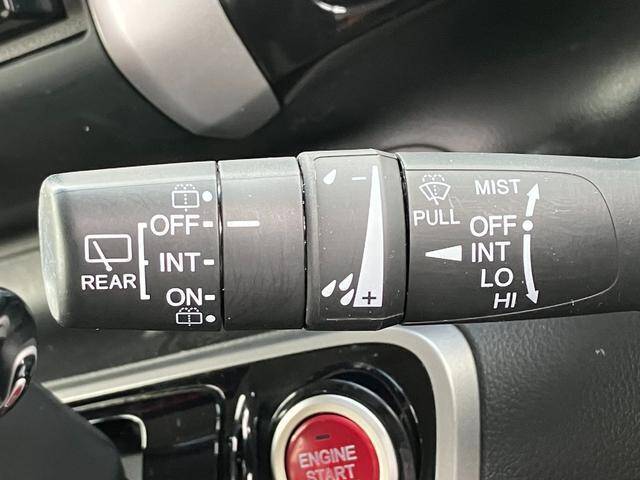 OFF
REAR
INT
ON
− 
+
PULL
MIST
OFF
INT
LO
HI
ENGINE
START